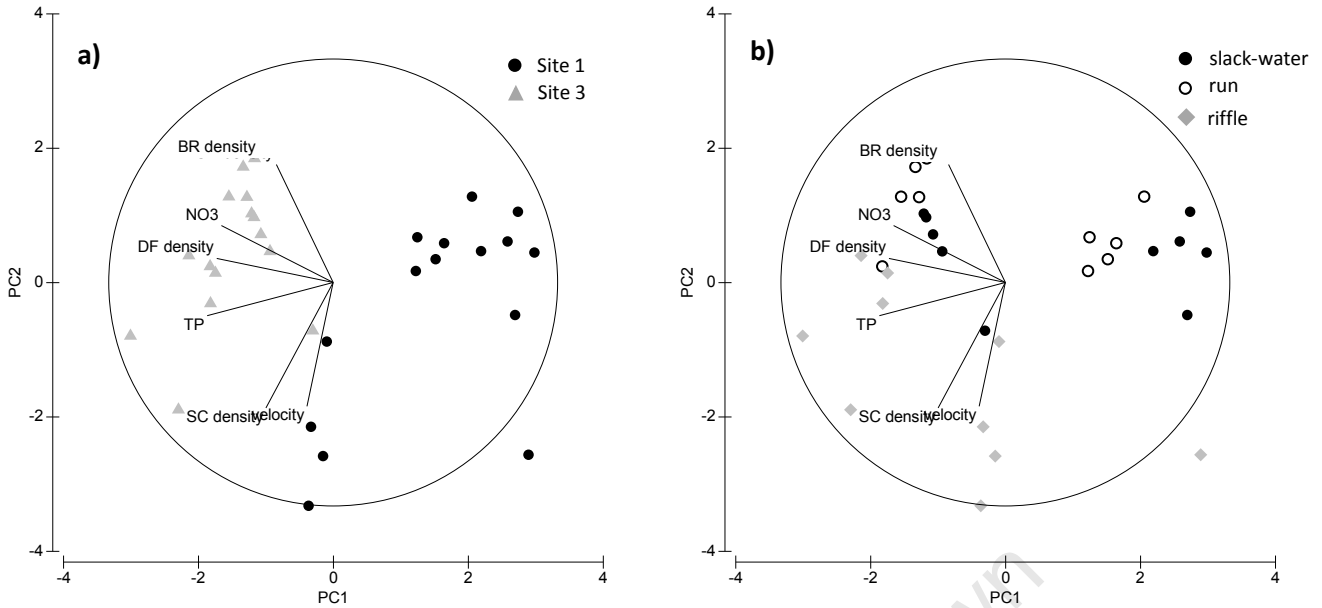 a)
Site 1
Site 3
4
2
0
-2
-4
PC2
BR density
NO3
DF density
TP
SC density
velocity
-4
-2
0
2
4
PC1
b)
slack-water
run
riffle
4
2
0
-2
-4
PC2
BR density
NO3
DF density
TP
SC density
velocity
-4
-2
0
2
4
PC1